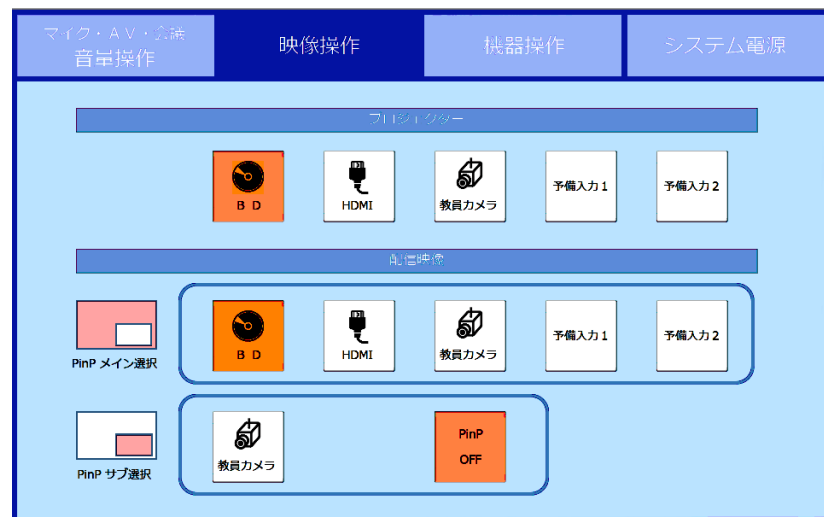 マイク・AV・会議
音量操作
映像操作
機器操作
システム電源
プロジェクター
BD
HDMI
教員カメラ
予備入力1
予備入力2
配信映像
PinP メイン選択
BD
HDMI
教員カメラ
予備入力1
予備入力2
PinP サブ選択
教員カメラ
PinP
OFF